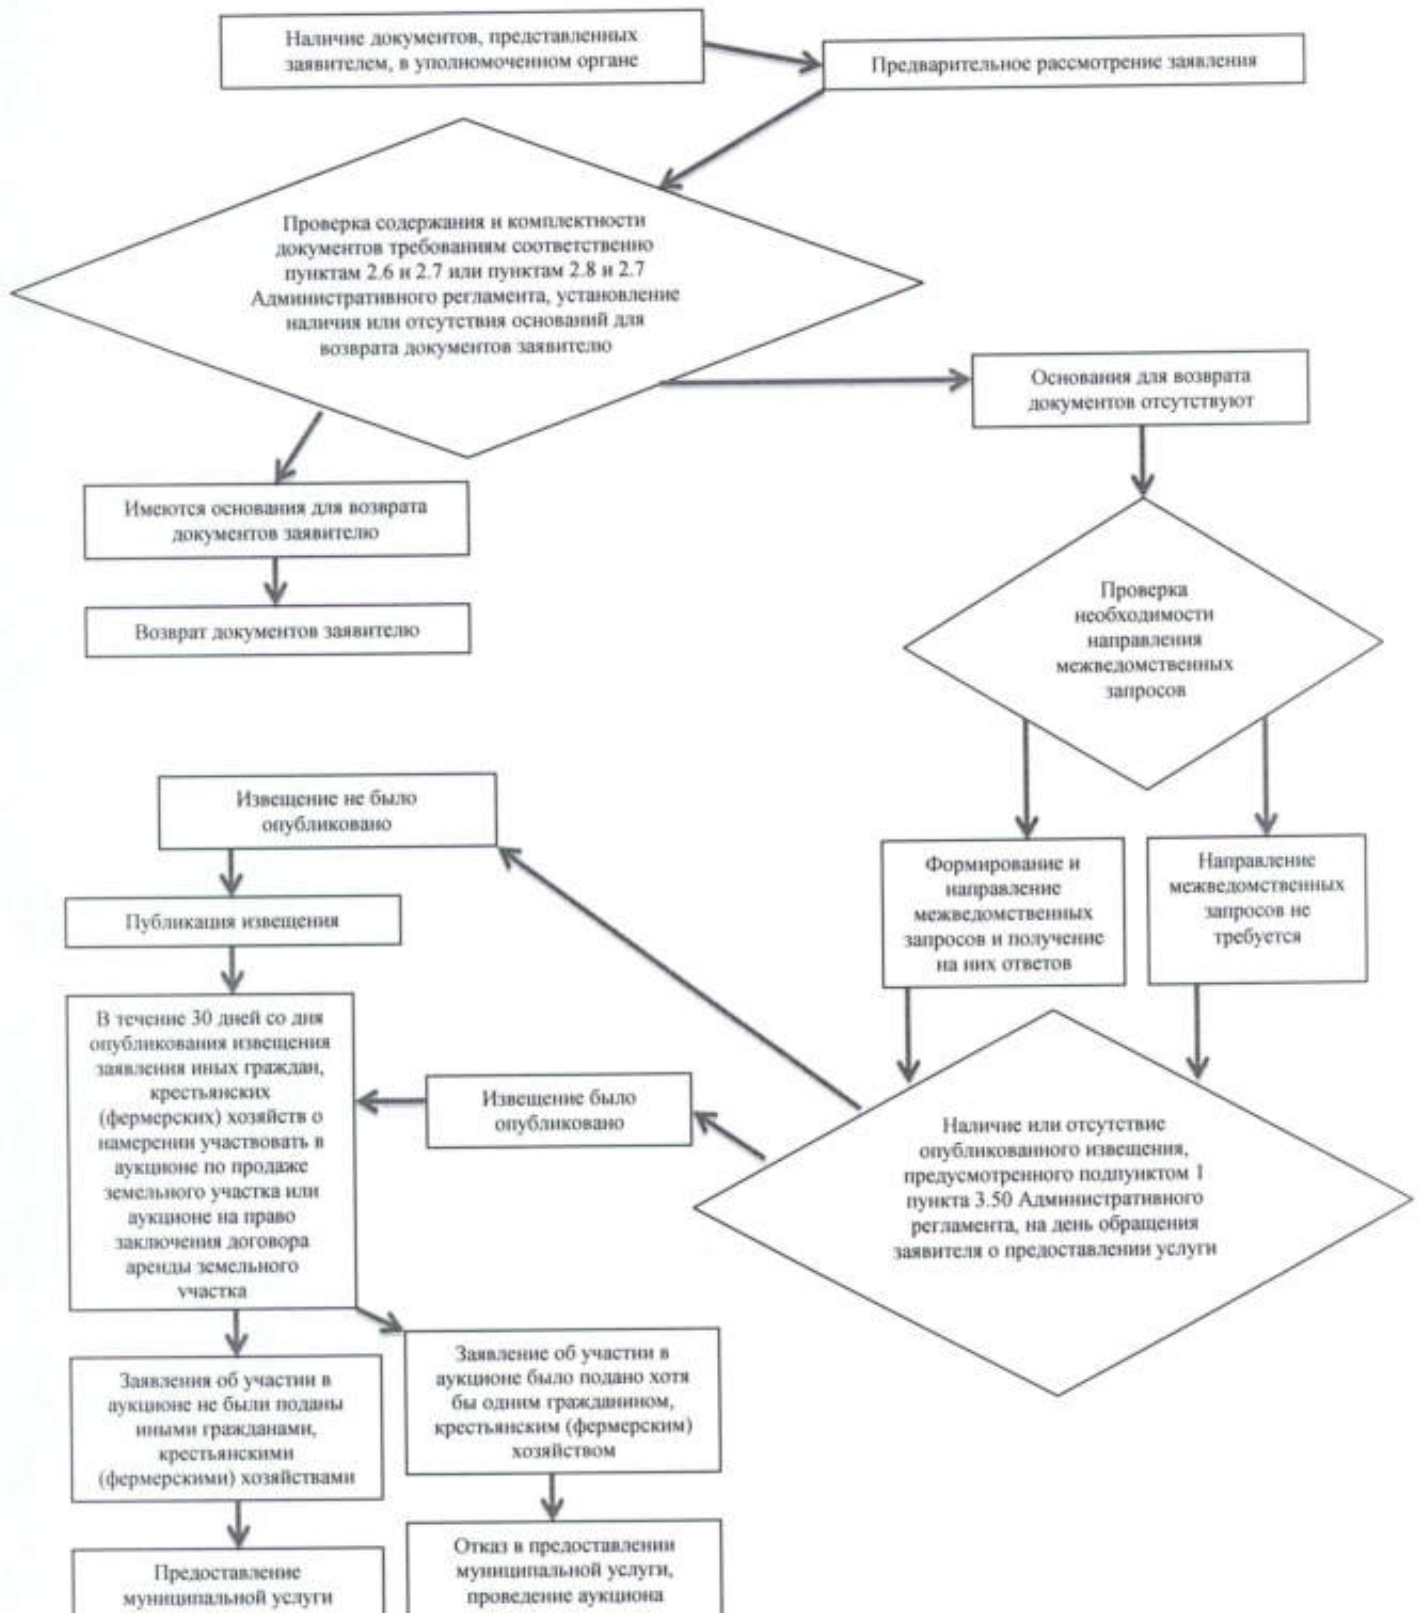 Наличие документов, представленных
заявителем, в уполномоченном органе
Предварительное рассмотрение заявления
Проверка содержания и комплектности
документов требованиям соответственно
пунктам 2.6 и 2.7 или пунктам 2.8 и 2.7
Административного регламента, установление
наличия или отсутствия оснований для
возврата документов заявителю
Основания для возврата
документов отсутствуют
Имеются основания для возврата
документов заявителю
Возврат документов заявителю
Проверка
необходимости
направления
межведомственных
запросов
Формирование и
направление
межведомственных
запросов и получение
на них ответов
Направление
межведомственных
запросов не
требуется
Извещение не было
опубликовано
Публикация извещения
В течение 30 дней со дня
опубликования извещения
заявления иных граждан,
крестьянских
(фермерских) хозяйств о
намерении участвовать в
аукционе по продаже
земельного участка или
аукционе на право
заключения договора
аренды земельного
участка
Извещение было
опубликовано
Наличие или отсутствие
опубликованного извещения,
предусмотренного подпунктом 1
пункта 3.50 Административного
регламента, на день обращения
заявителя о предоставлении услуги
Заявления об участии в
аукционе не были поданы
иными гражданами,
крестьянскими
(фермерскими) хозяйствами
Заявление об участии в
аукционе было подано хотя
бы одним гражданином,
крестьянским (фермерским)
хозяйством
Предоставление
муниципальной услуги
Отказ в предоставлении
муниципальной услуги,
проведение аукциона